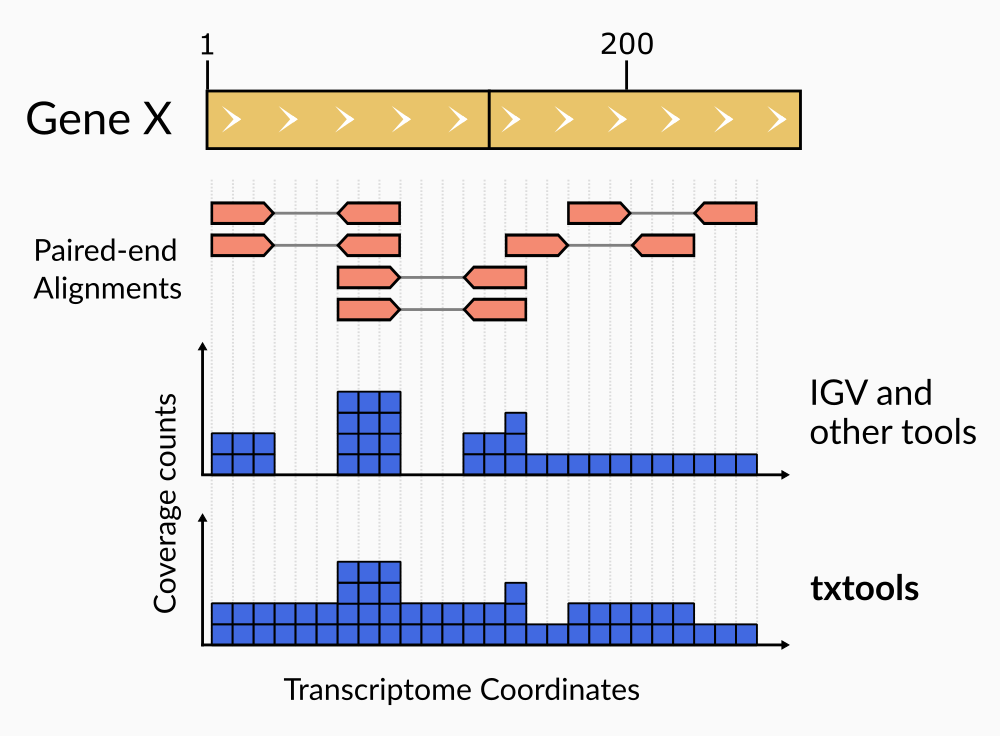 1
200
Gene X
Paired-end
Alignments
Coverage counts
IGV and
other tools
txtools
Transcriptome Coordinates